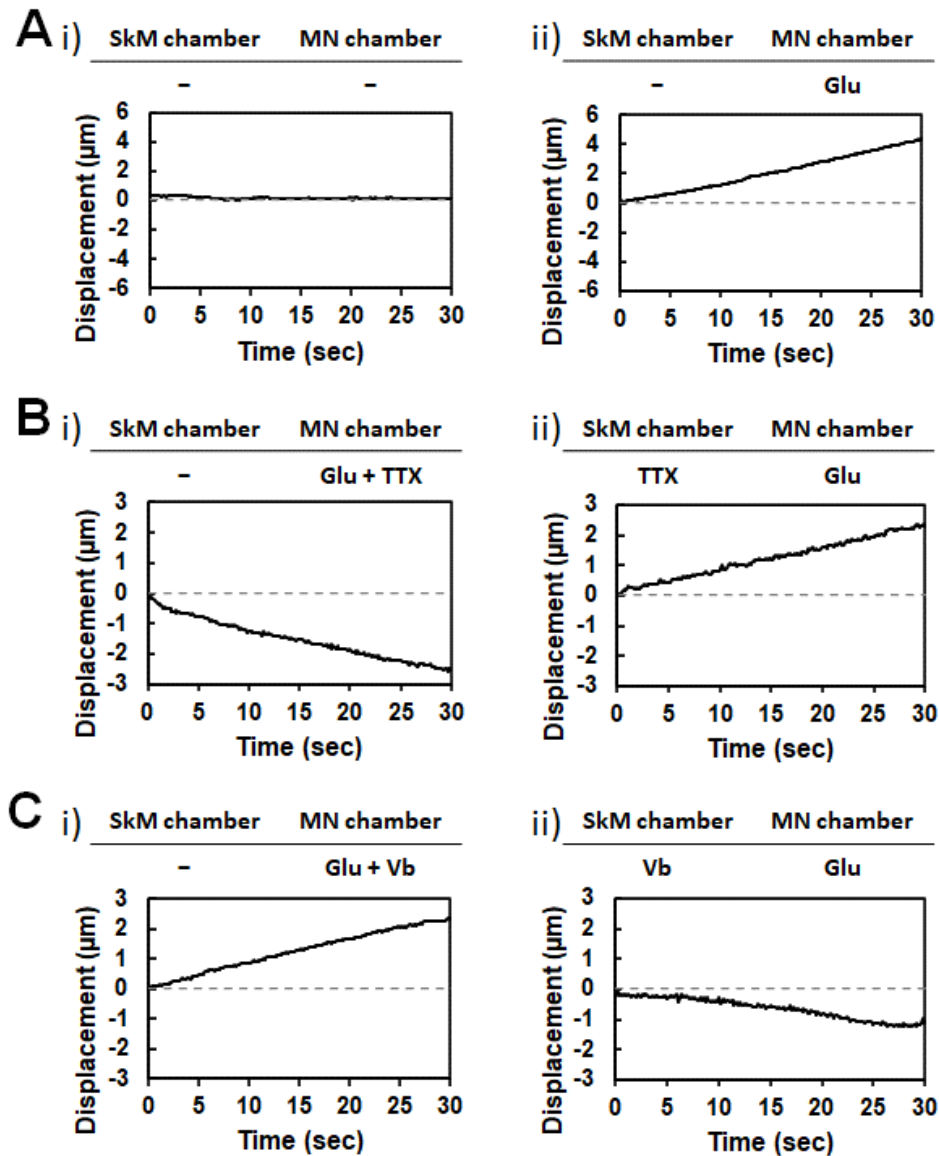 A i) SkM chamber MN chamber ii) SkM chamber MN chamber
– – – Glu
Displacement (µm) 6 4 2 0 -2 -4 -6 Displacement (µm) 6 4 2 0 -2 -4 -6
0 5 10 15 20 25 30 0 5 10 15 20 25 30
Time (sec) Time (sec)
B i) SkM chamber MN chamber ii) SkM chamber MN chamber
– Glu + TTX TTX Glu
Displacement (µm) 3 2 1 0 -1 -2 -3 Displacement (µm) 3 2 1 0 -1 -2 -3
0 5 10 15 20 25 30 0 5 10 15 20 25 30
Time (sec) Time (sec)
C i) SkM chamber MN chamber ii) SkM chamber MN chamber
– Glu + Vb Vb Glu
Displacement (µm) 3 2 1 0 -1 -2 -3 Displacement (µm) 3 2 1 0 -1 -2 -3
0 5 10 15 20 25 30 0 5 10 15 20 25 30
Time (sec) Time (sec)